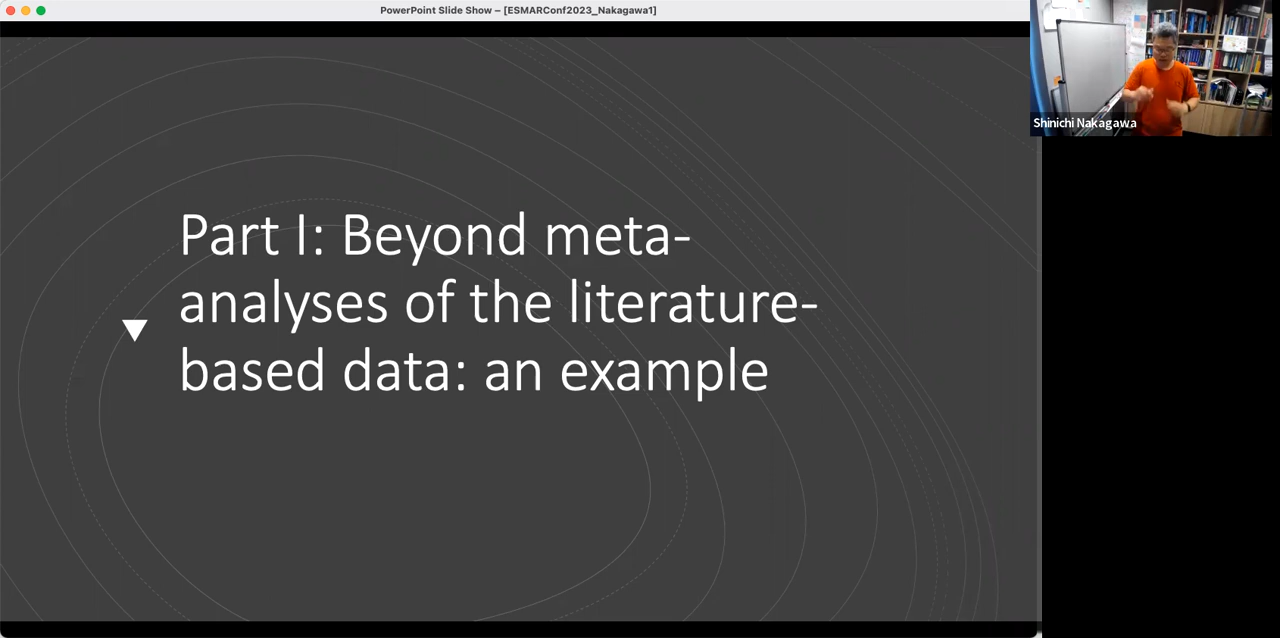 PowerPoint Slide Show – [ESMARConf2023_Nakagawa1]
Shinichi Nakagawa
Part I: Beyond meta-
analyses of the literature-
based data: an example